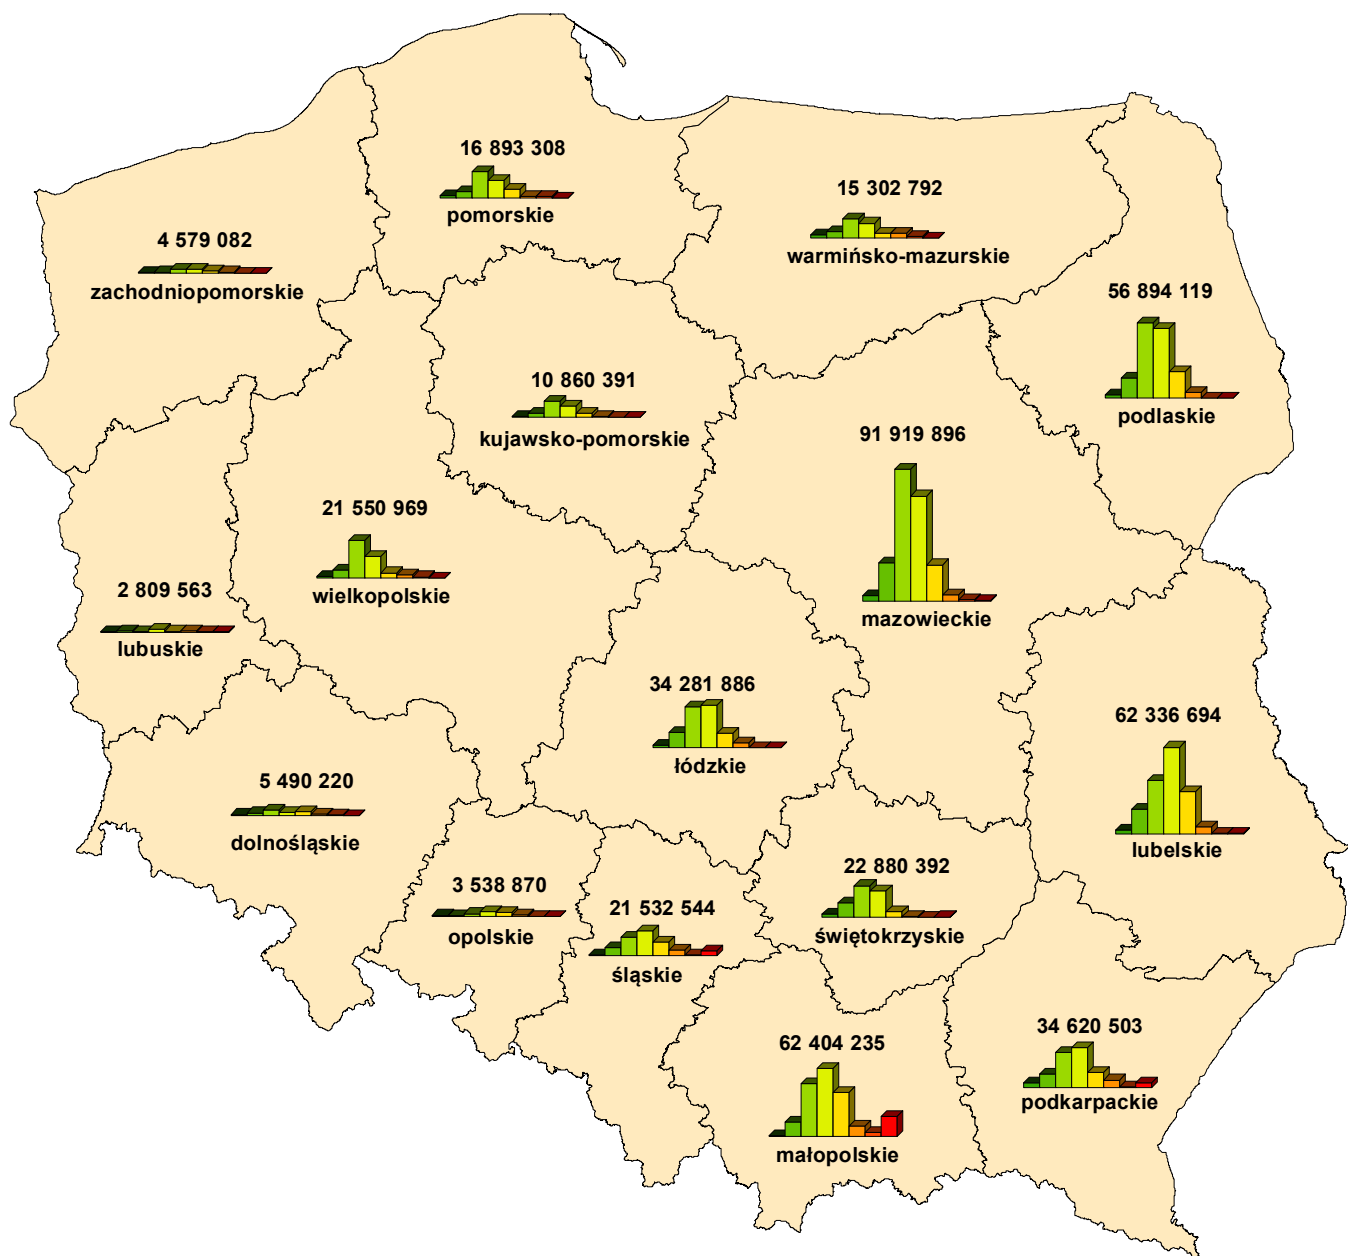 16 893 308
pomorskie
15 302 792
warmińsko-mazurskie
4 579 082
zachodniopomorskie
56 894 119
podlaskie
10 860 391
kujawsko-pomorskie
91 919 896
mazowieckie
21 550 969
wielkopolskie
2 809 563
lubuskie
34 281 886
łódzkie
62 336 694
lubelskie
5 490 220
dolnośląskie
3 538 870
opolskie
21 532 544
śląskie
22 880 392
świętokrzyskie
62 404 235
małopolskie
34 620 503
podkarpackie